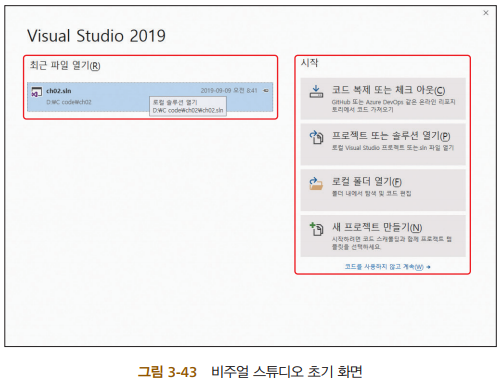 Visual Studio 2019
최근 파일 열기(R)
ch02.sln 2019-09-09 오전 8:41
D:₩C code₩ch02
로컬 솔루션 열기
D:₩C code₩ch02₩ch02.sln
시작
코드 복제 또는 체크 아웃(C)
GitHub 또는 Azure DevOps 같은 온라인 리포지
토리에서 코드 가져오기
프로젝트 또는 솔루션 열기(P)
로컬 Visual Studio 프로젝트 또는 .sln 파일 열기
로컬 폴더 열기(F)
폴더 내에서 탐색 및 코드 편집
새 프로젝트 만들기(N)
시작하려면 코드 스캐폴딩과 함께 프로젝트 템
플릿을 선택하세요.
코드를 사용하지 않고 계속(W) →
그림 3-43 비주얼 스튜디오 초기 화면